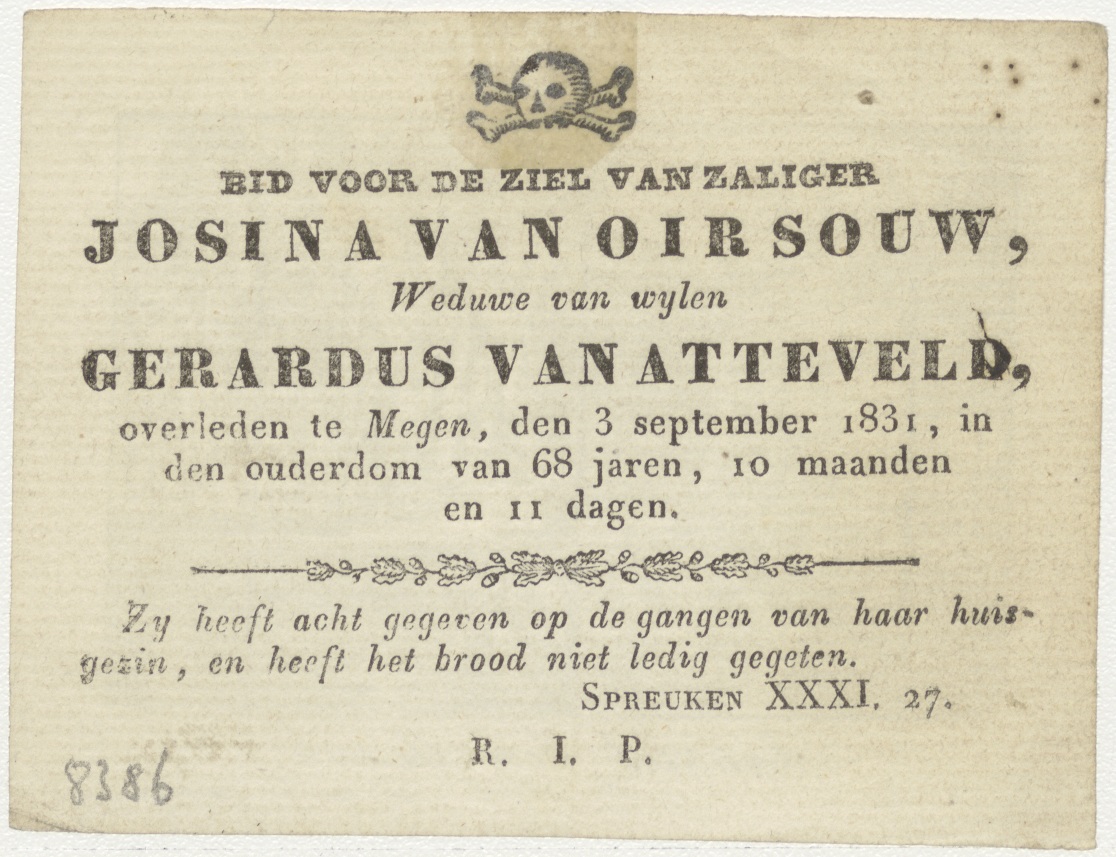 BID VOOR DE ZIEL VAN ZALIGER
JOSINA VAN OIRSOUW,
Weduwe van wylen
GERARDUS VAN ATTEVELD,
overleden te Megen, den 3 september 1831, in
den ouderdom van 68 jaren, 10 maanden
en 11 dagen.
Zy heeft acht gegeven op de gangen van haar huis-
gezin, en heeft het brood niet ledig gegeten.
SPREUKEN XXXI. 27.
R. I. P.
8386